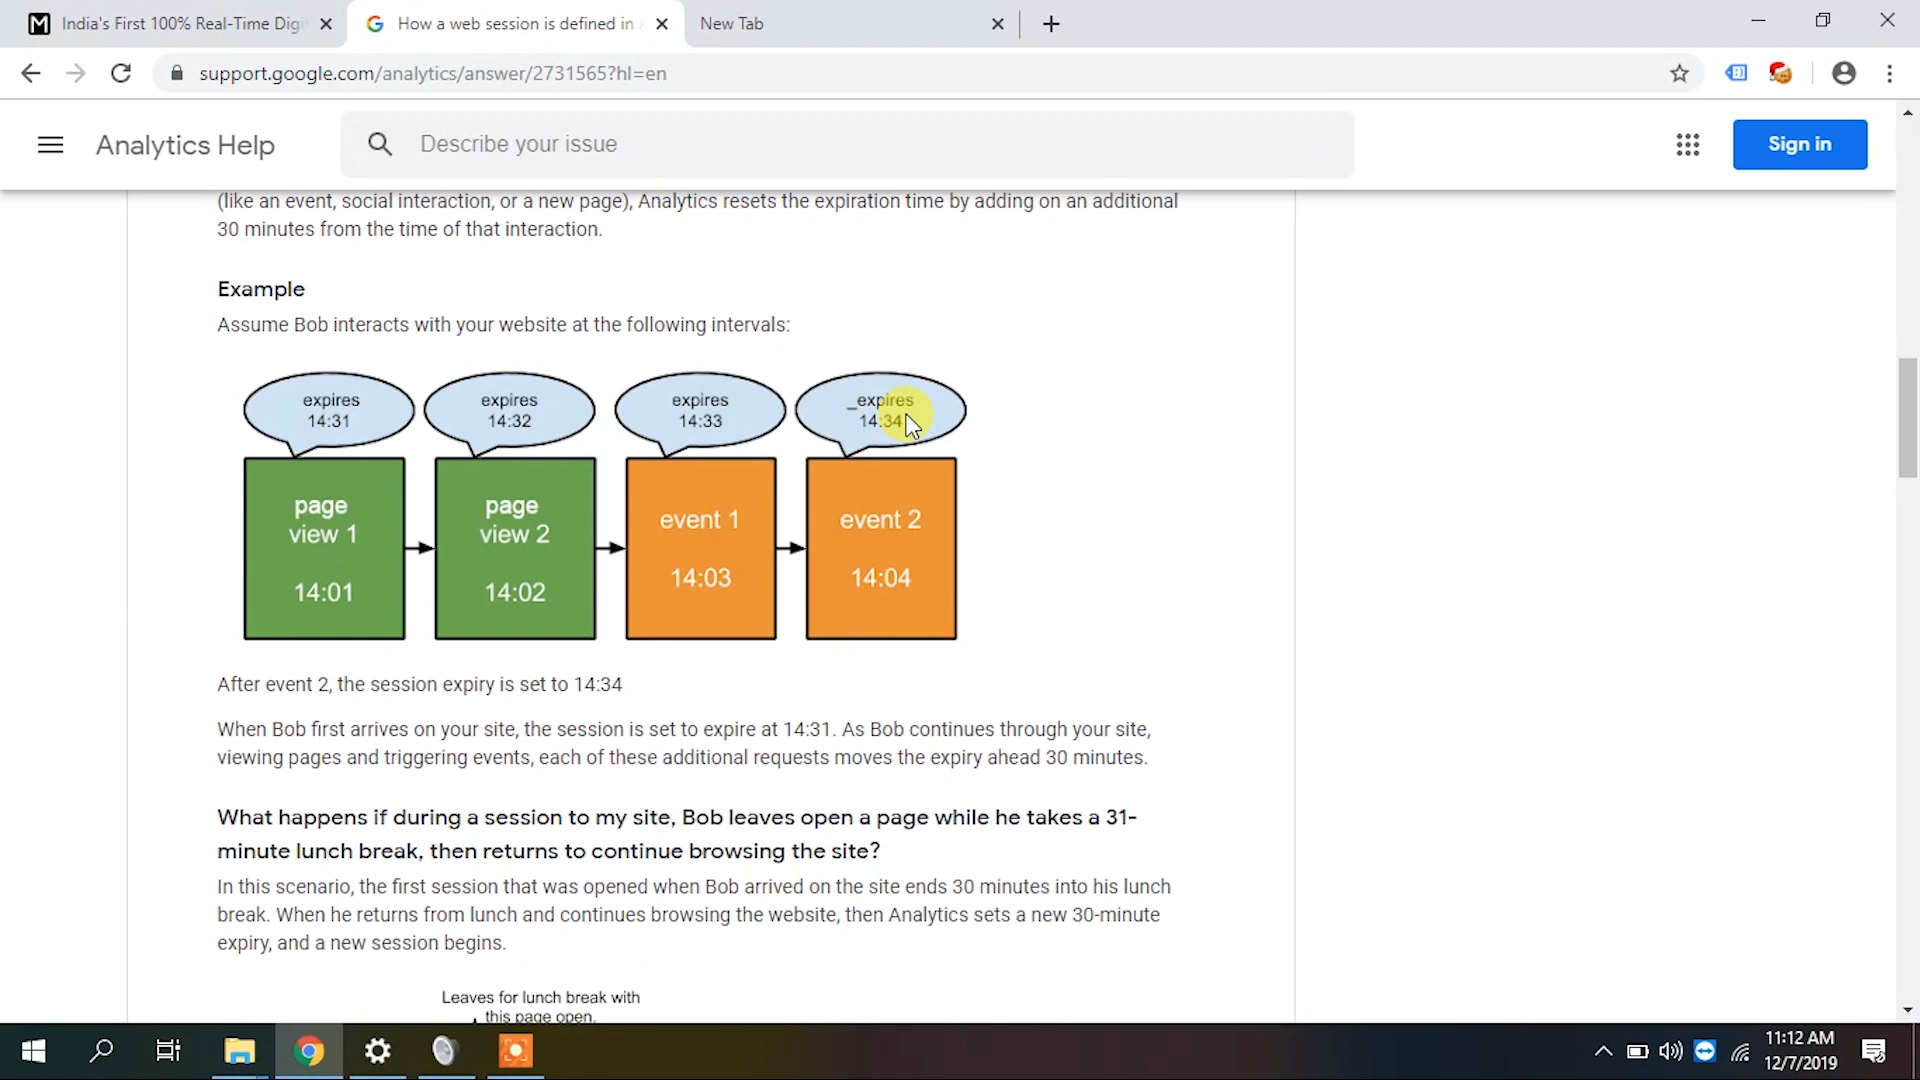 India's First 100% Real-Time Digi
How a web session is defined in
New Tab
support.google.com/analytics/answer/2731565?hl=en
Analytics Help
Describe your issue
Sign in
(like an event, social interaction, or a new page), Analytics resets the expiration time by adding on an additional
30 minutes from the time of that interaction.
Example
Assume Bob interacts with your website at the following intervals:
expires
14:31
expires
14:32
expires
14:33
_expires
14:34
page
view 1
14:01
page
view 2
14:02
event 1
14:03
event 2
14:04
After event 2, the session expiry is set to 14:34
When Bob first arrives on your site, the session is set to expire at 14:31. As Bob continues through your site,
viewing pages and triggering events, each of these additional requests moves the expiry ahead 30 minutes.
What happens if during a session to my site, Bob leaves open a page while he takes a 31-
minute lunch break, then returns to continue browsing the site?
In this scenario, the first session that was opened when Bob arrived on the site ends 30 minutes into his lunch
break. When he returns from lunch and continues browsing the website, then Analytics sets a new 30-minute
expiry, and a new session begins.
Leaves for lunch break with
this page open.
11:12 AM
12/7/2019